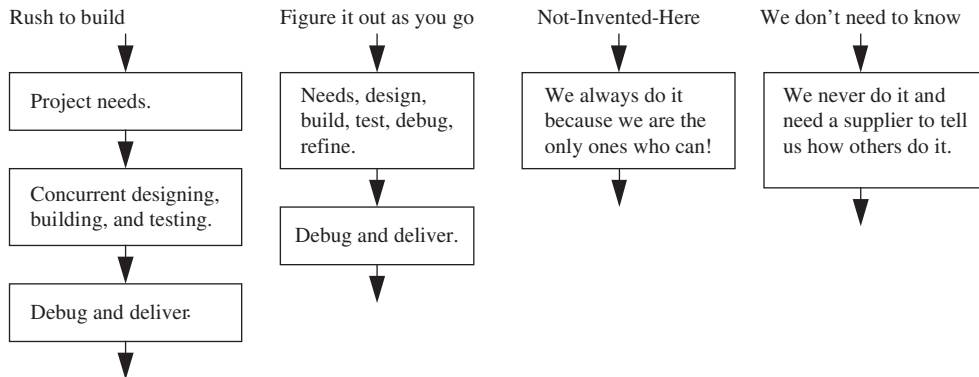 Rush to build
Project needs.
Concurrent designing,
building, and testing.
Debug and deliver.
Figure it out as you go
Needs, design,
build, test, debug,
refine.
Debug and deliver.
Not-Invented-Here
We always do it
because we are the
only ones who can!
We don't need to know
We never do it and
need a supplier to tell
us how others do it.